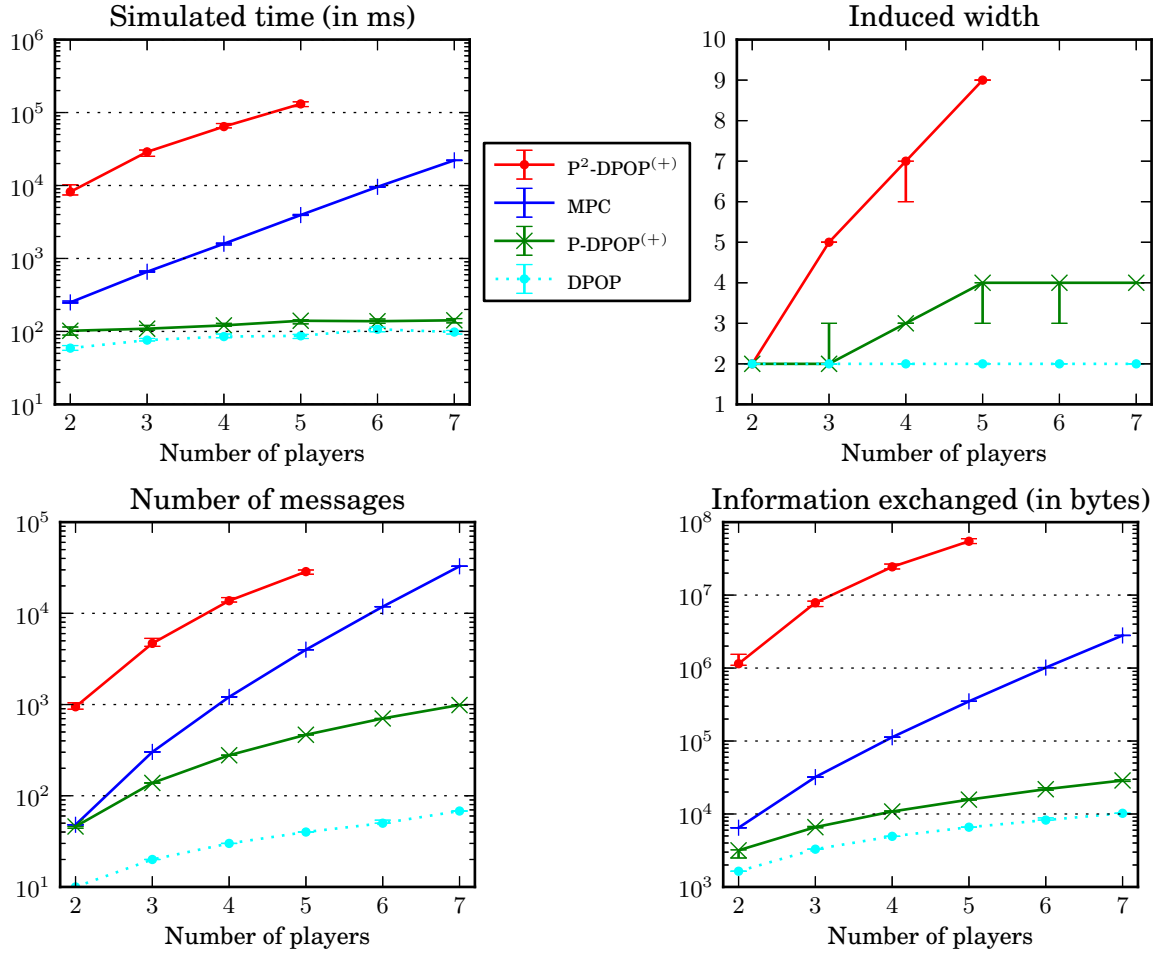 Simulated time (in ms)
10^6
10^5
10^4
10^3
10^2
10^1
2 3 4 5 6 7
Number of players
P^2-DPOP^(+)
MPC
P-DPOP^(+)
DPOP
Induced width
10
9
8
7
6
5
4
3
2
1
2 3 4 5 6 7
Number of players
Number of messages
10^5
10^4
10^3
10^2
10^1
2 3 4 5 6 7
Number of players
Information exchanged (in bytes)
10^8
10^7
10^6
10^5
10^4
10^3
2 3 4 5 6 7
Number of players